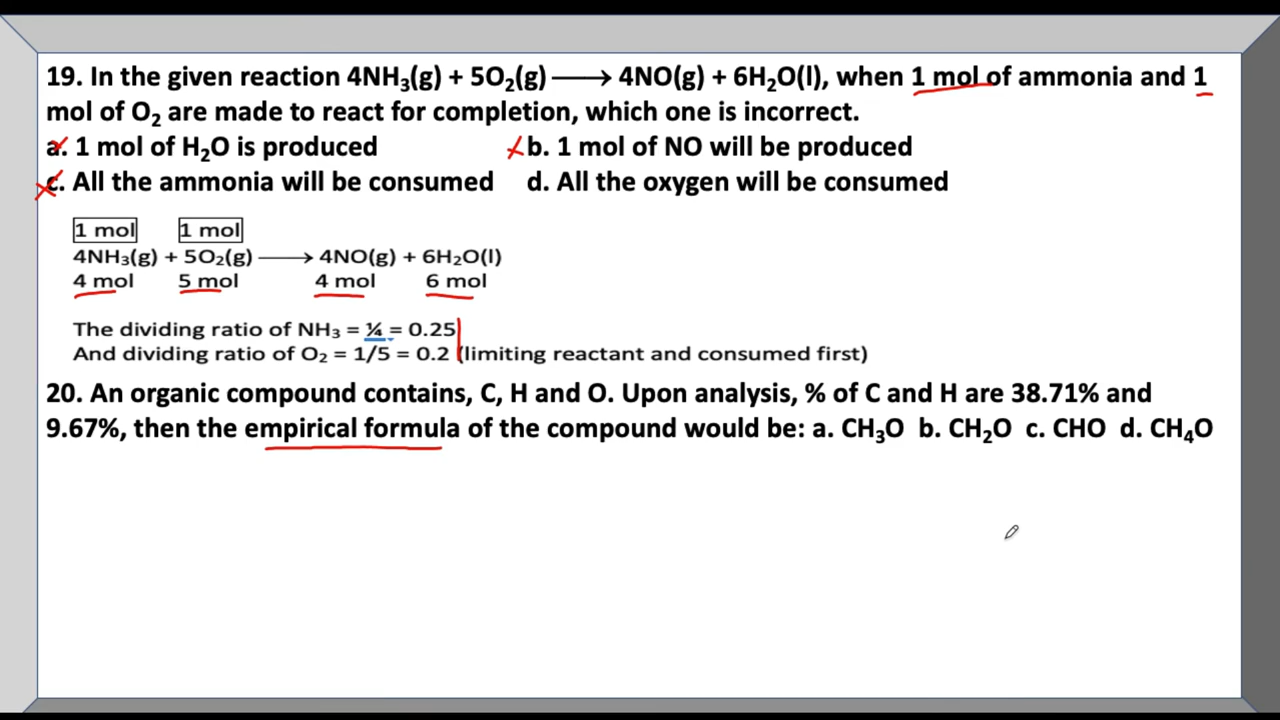 19. In the given reaction 4NH₃(g) + 5O₂(g) ⟶ 4NO(g) + 6H₂O(l), when 1 mol of ammonia and 1
mol of O₂ are made to react for completion, which one is incorrect.
a. 1 mol of H₂O is produced b. 1 mol of NO will be produced
c. All the ammonia will be consumed d. All the oxygen will be consumed
1 mol 1 mol
4NH₃(g) + 5O₂(g) ⟶ 4NO(g) + 6H₂O(l)
4 mol 5 mol 4 mol 6 mol
The dividing ratio of NH₃ = ¼ = 0.25
And dividing ratio of O₂ = 1/5 = 0.2 (limiting reactant and consumed first)
20. An organic compound contains, C, H and O. Upon analysis, % of C and H are 38.71% and
9.67%, then the empirical formula of the compound would be: a. CH₃O b. CH₂O c. CHO d. CH₄O